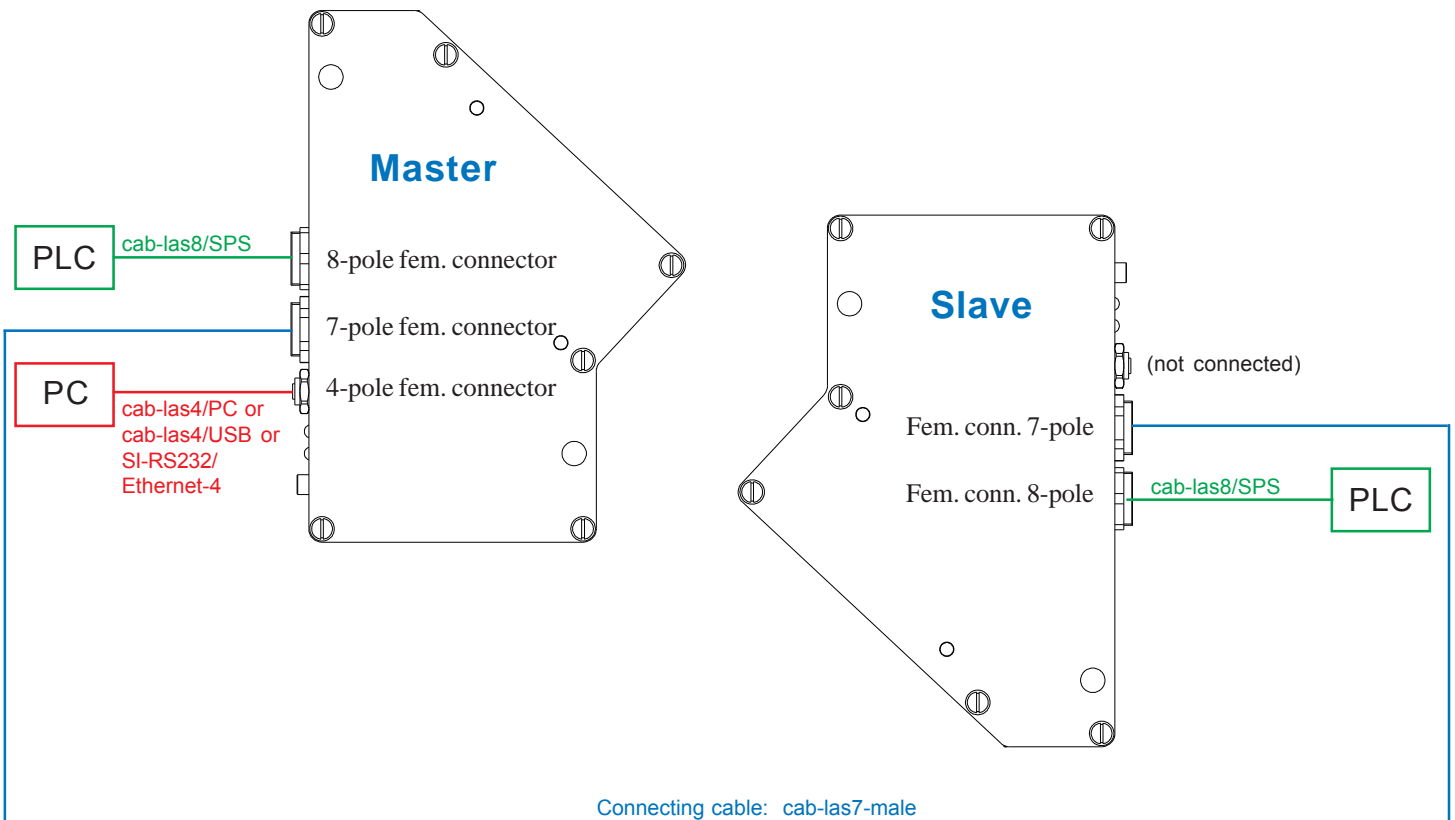 Master
PLC
cab-las8/SPS
8-pole fem. connector
7-pole fem. connector
PC
4-pole fem. connector
cab-las4/PC or
cab-las4/USB or
SI-RS232/
Ethernet-4
Slave
(not connected)
Fem. conn. 7-pole
Fem. conn. 8-pole
cab-las8/SPS
PLC
Connecting cable: cab-las7-male